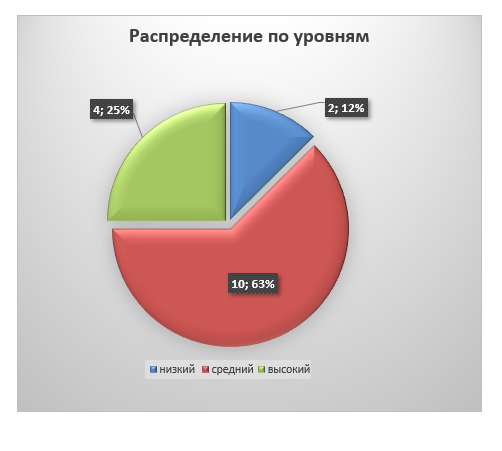 Распределение по уровням
4; 25%
2; 12%
10; 63%
низкий средний высокий